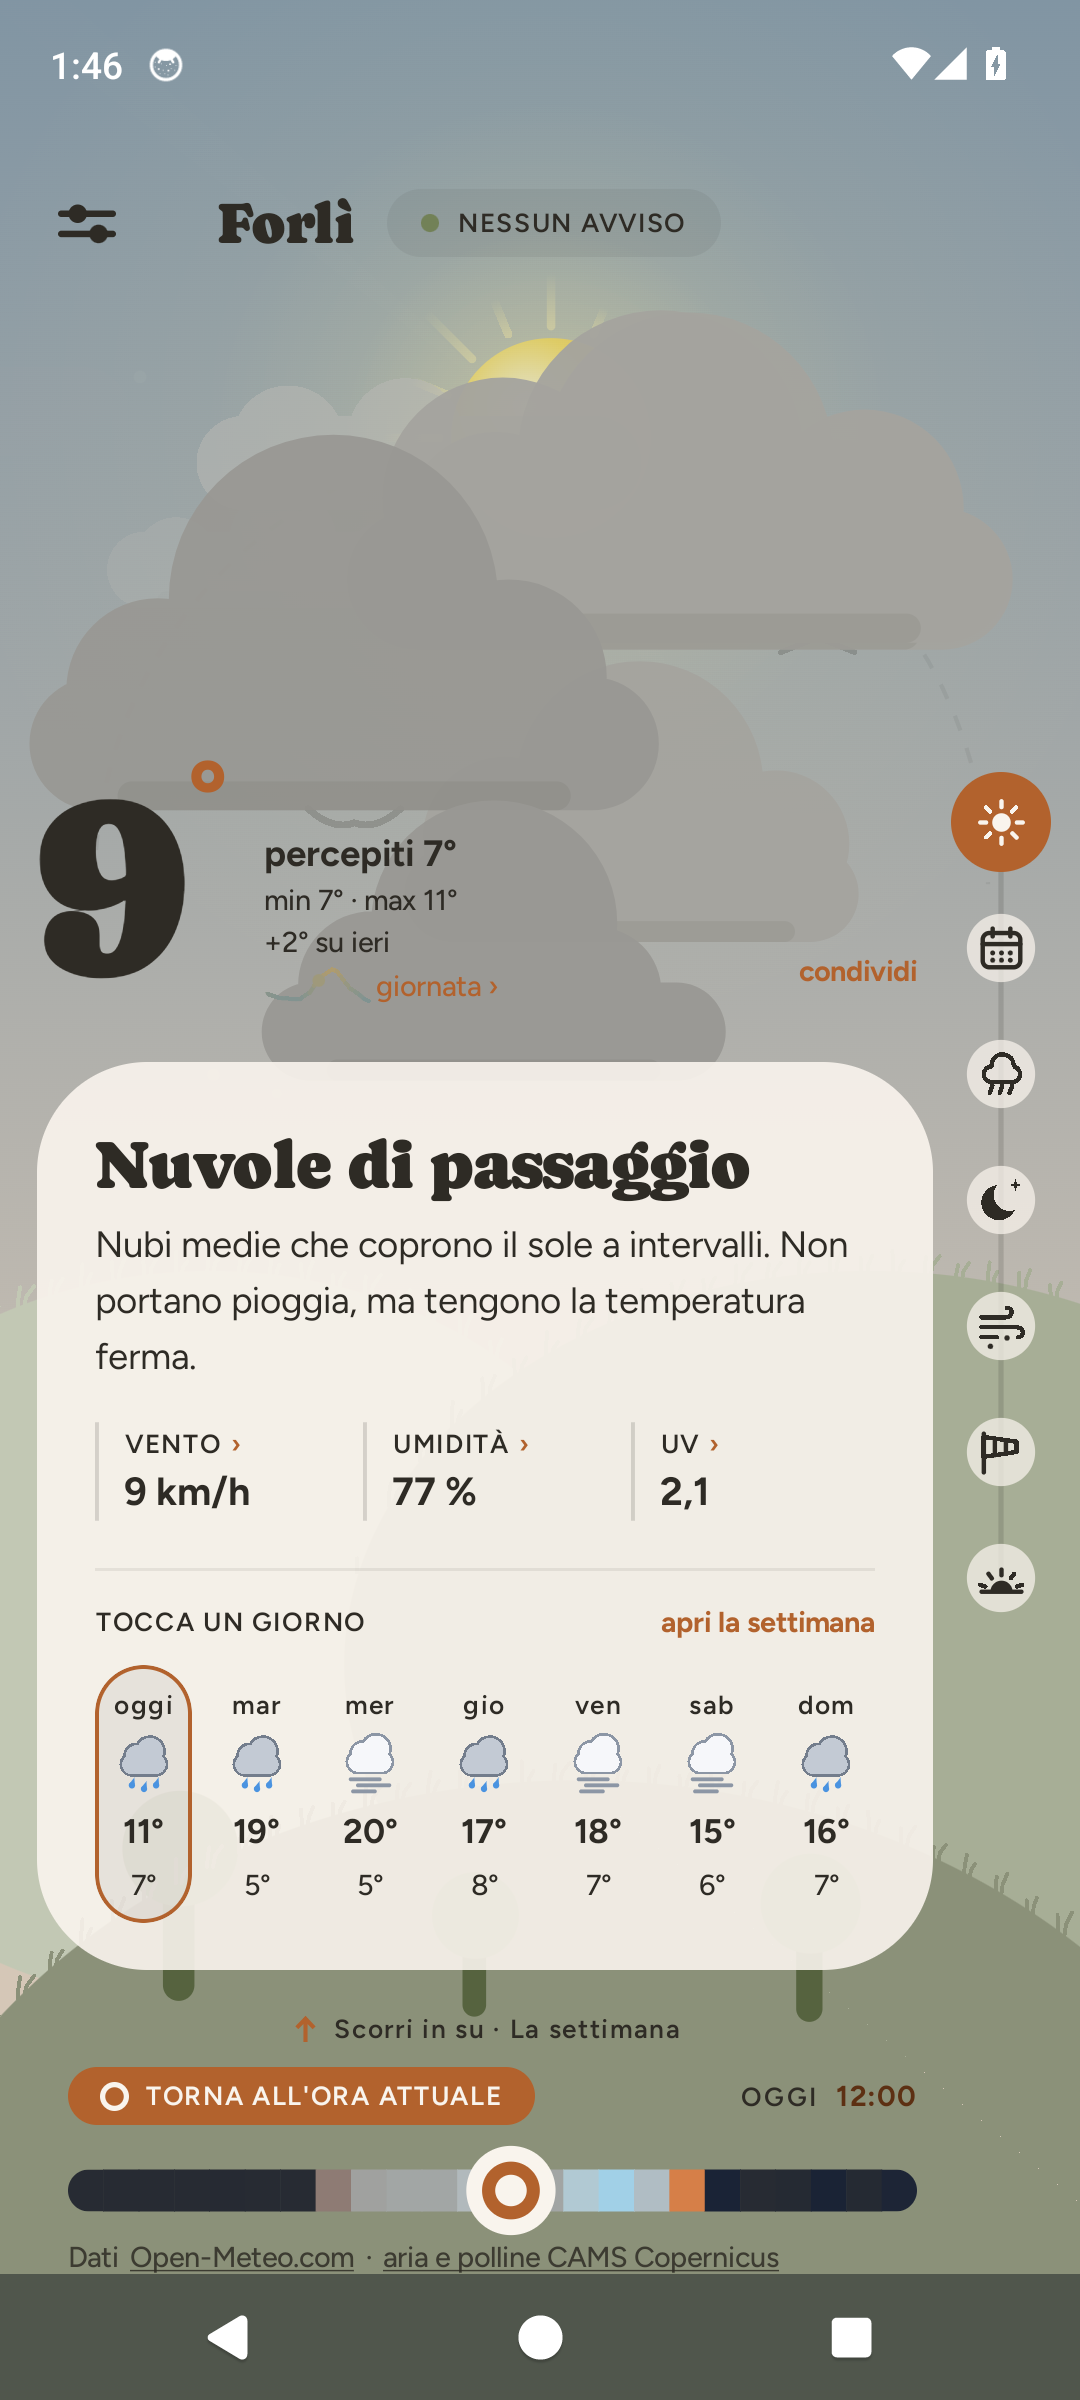 1:46
Forlì
NESSUN AVVISO
9
percepiti 7°
min 7° · max 11°
+2° su ieri
giornata ›
condividi
Nuvole di passaggio
Nubi medie che coprono il sole a intervalli. Non
portano pioggia, ma tengono la temperatura
ferma.
VENTO › UMIDITÀ › UV ›
9 km/h 77 % 2,1
TOCCA UN GIORNO apri la settimana
oggi mar mer gio ven sab dom
11° 19° 20° 17° 18° 15° 16°
7° 5° 5° 8° 7° 6° 7°
↑ Scorri in su · La settimana
TORNA ALL'ORA ATTUALE OGGI 12:00
Dati Open-Meteo.com · aria e polline CAMS Copernicus